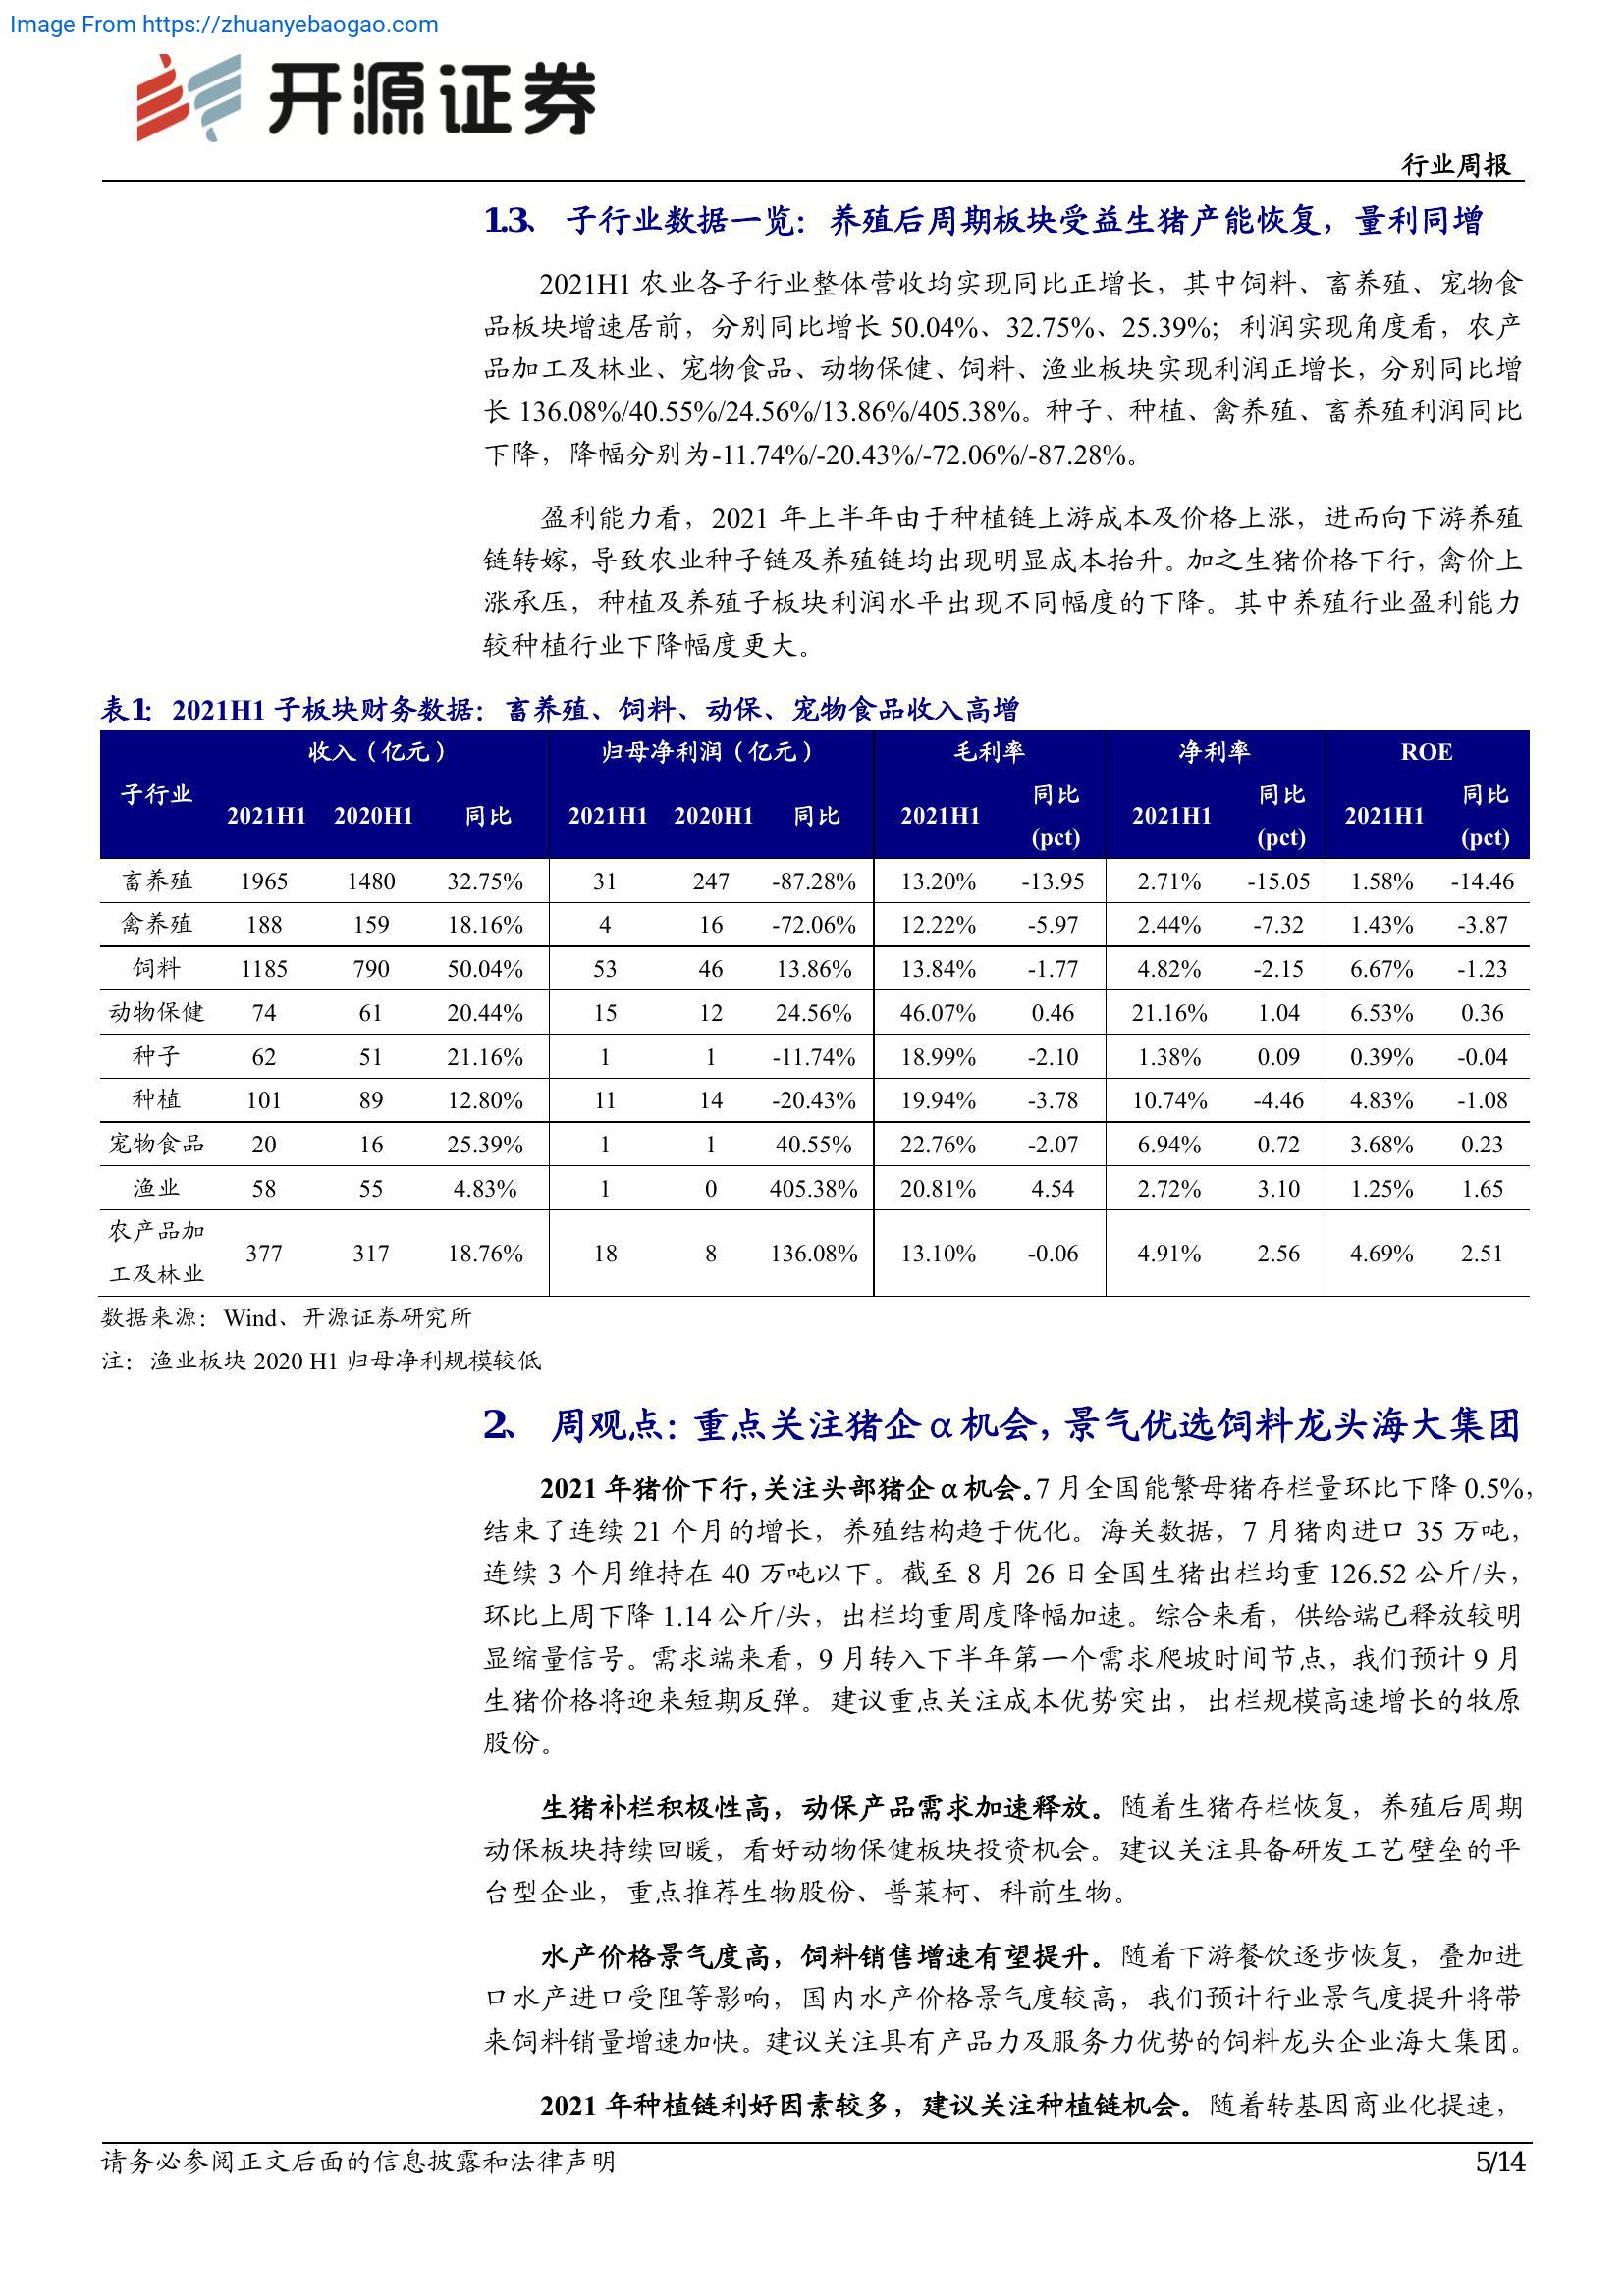 Image From https://zhuanyebaogao.com
开源证券
行业周报
1.3、 子行业数据一览：养殖后周期板块受益生猪产能恢复，量利同增
2021H1 农业各子行业整体营收均实现同比正增长，其中饲料、畜养殖、宠物食
品板块增速居前，分别同比增长 50.04%、32.75%、25.39%；利润实现角度看，农产
品加工及林业、宠物食品、动物保健、饲料、渔业板块实现利润正增长，分别同比增
长 136.08%/40.55%/24.56%/13.86%/405.38%。种子、种植、禽养殖、畜养殖利润同比
下降，降幅分别为-11.74%/-20.43%/-72.06%/-87.28%。
盈利能力看，2021 年上半年由于种植链上游成本及价格上涨，进而向下游养殖
链转嫁，导致农业种子链及养殖链均出现明显成本抬升。加之生猪价格下行，禽价上
涨承压，种植及养殖子板块利润水平出现不同幅度的下降。其中养殖行业盈利能力
较种植行业下降幅度更大。
表1：2021H1 子板块财务数据：畜养殖、饲料、动保、宠物食品收入高增
子行业 收入（亿元） 归母净利润（亿元） 毛利率 净利率 ROE
2021H1 2020H1 同比 2021H1 2020H1 同比 2021H1 同比(pct) 2021H1 同比(pct) 2021H1 同比(pct)
畜养殖 1965 1480 32.75% 31 247 -87.28% 13.20% -13.95 2.71% -15.05 1.58% -14.46
禽养殖 188 159 18.16% 4 16 -72.06% 12.22% -5.97 2.44% -7.32 1.43% -3.87
饲料 1185 790 50.04% 53 46 13.86% 13.84% -1.77 4.82% -2.15 6.67% -1.23
动物保健 74 61 20.44% 15 12 24.56% 46.07% 0.46 21.16% 1.04 6.53% 0.36
种子 62 51 21.16% 1 1 -11.74% 18.99% -2.10 1.38% 0.09 0.39% -0.04
种植 101 89 12.80% 11 14 -20.43% 19.94% -3.78 10.74% -4.46 4.83% -1.08
宠物食品 20 16 25.39% 1 1 40.55% 22.76% -2.07 6.94% 0.72 3.68% 0.23
渔业 58 55 4.83% 1 0 405.38% 20.81% 4.54 2.72% 3.10 1.25% 1.65
农产品加工及林业 377 317 18.76% 18 8 136.08% 13.10% -0.06 4.91% 2.56 4.69% 2.51
数据来源：Wind、开源证券研究所
注：渔业板块 2020 H1 归母净利规模较低
2、 周观点：重点关注猪企α机会，景气优选饲料龙头海大集团
2021 年猪价下行，关注头部猪企α机会。7 月全国能繁母猪存栏量环比下降 0.5%，
结束了连续 21 个月的增长，养殖结构趋于优化。海关数据，7 月猪肉进口 35 万吨，
连续 3 个月维持在 40 万吨以下。截至 8 月 26 日全国生猪出栏均重 126.52 公斤/头，
环比上周下降 1.14 公斤/头，出栏均重周度降幅加速。综合来看，供给端已释放较明
显缩量信号。需求端来看，9 月转入下半年第一个需求爬坡时间节点，我们预计 9 月
生猪价格将迎来短期反弹。建议重点关注成本优势突出，出栏规模高速增长的牧原
股份。
生猪补栏积极性高，动保产品需求加速释放。随着生猪存栏恢复，养殖后周期
动保板块持续回暖，看好动物保健板块投资机会。建议关注具备研发工艺壁垒的平
台型企业，重点推荐生物股份、普莱柯、科前生物。
水产价格景气度高，饲料销售增速有望提升。随着下游餐饮逐步恢复，叠加进
口水产进口受阻等影响，国内水产价格景气度较高，我们预计行业景气度提升将带
来饲料销量增速加快。建议关注具有产品力及服务力优势的饲料龙头企业海大集团。
2021 年种植链利好因素较多，建议关注种植链机会。随着转基因商业化提速，
请务必参阅正文后面的信息披露和法律声明
5/14